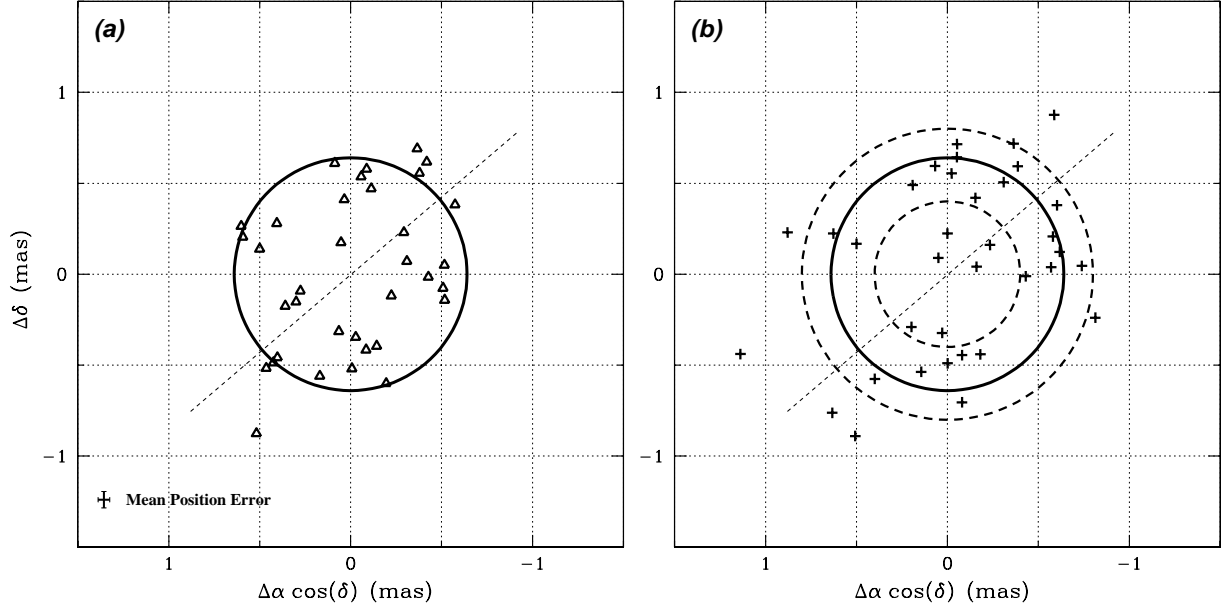 (a)
(b)
1
0
−1
Δδ (mas)
Mean Position Error
1
0
−1
Δα cos(δ) (mas)
1
0
−1
1
0
−1
Δα cos(δ) (mas)